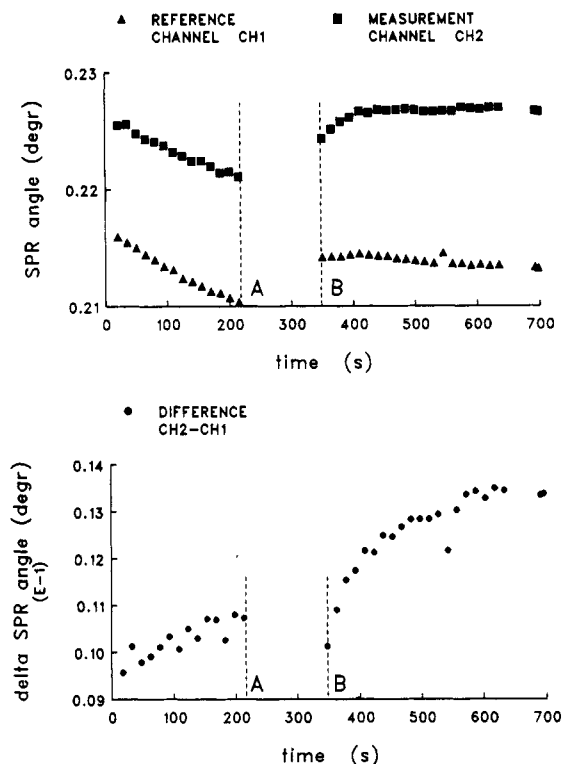 ▲ REFERENCE
CHANNEL CH1
■ MEASUREMENT
CHANNEL CH2
0.23
0.22
0.21
SPR angle (degr)
A
B
0 100 200 300 400 500 600 700
time (s)
● DIFFERENCE
CH2-CH1
0.14
0.13
0.12
0.11
0.10
0.09
delta SPR angle (degr)
(E-1)
A
B
0 100 200 300 400 500 600 700
time (s)